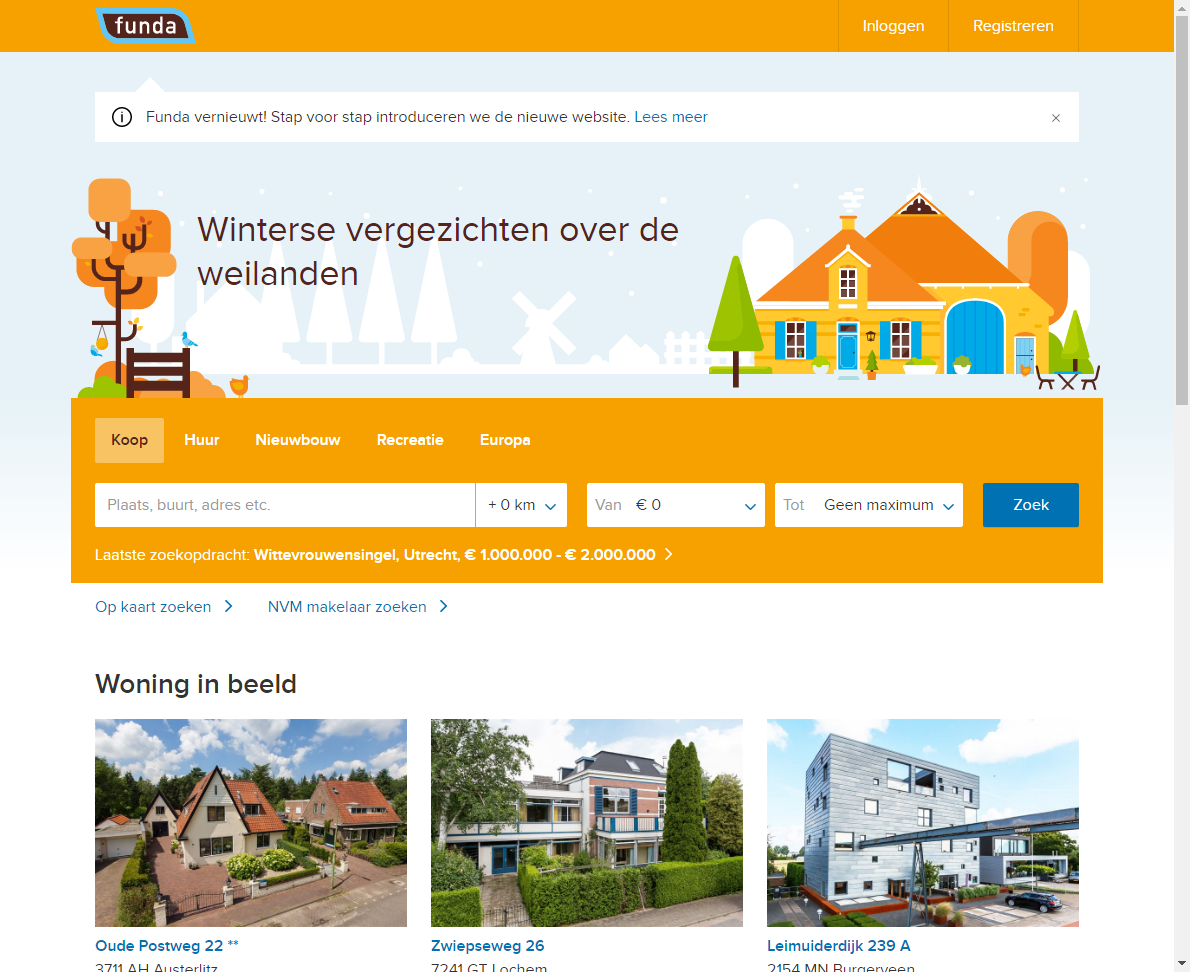 funda
Inloggen
Registreren
Funda vernieuwt! Stap voor stap introduceren we de nieuwe website. Lees meer
Winterse vergezichten over de
weilanden
Koop
Huur
Nieuwbouw
Recreatie
Europa
Plaats, buurt, adres etc.
+ 0 km
Van € 0
Tot Geen maximum
Zoek
Laatste zoekopdracht: Wittevrouwensingel, Utrecht, € 1.000.000 - € 2.000.000
Op kaart zoeken
NVM makelaar zoeken
Woning in beeld
Oude Postweg 22 **
3711 AH Austerlitz
Zwiepseweg 26
7241 GT Lochem
Leimuiderdijk 239 A
2154 MN Burgerveen